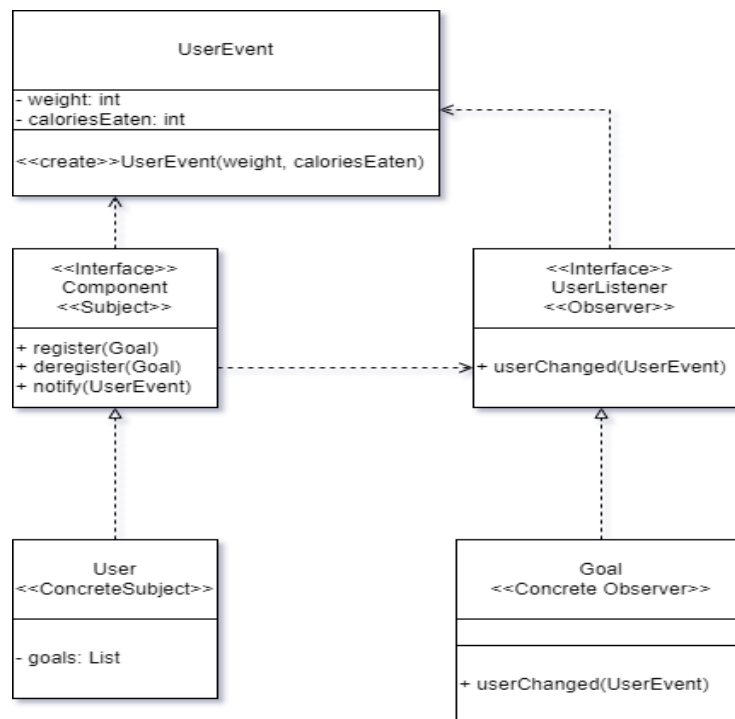 UserEvent
- weight: int
- caloriesEaten: int
<<create>>UserEvent(weight, caloriesEaten)
<<Interface>>
Component
<<Subject>>
+ register(Goal)
+ deregister(Goal)
+ notify(UserEvent)
<<Interface>>
UserListener
<<Observer>>
+ userChanged(UserEvent)
User
<<ConcreteSubject>>
- goals: List
Goal
<<Concrete Observer>>
+ userChanged(UserEvent)